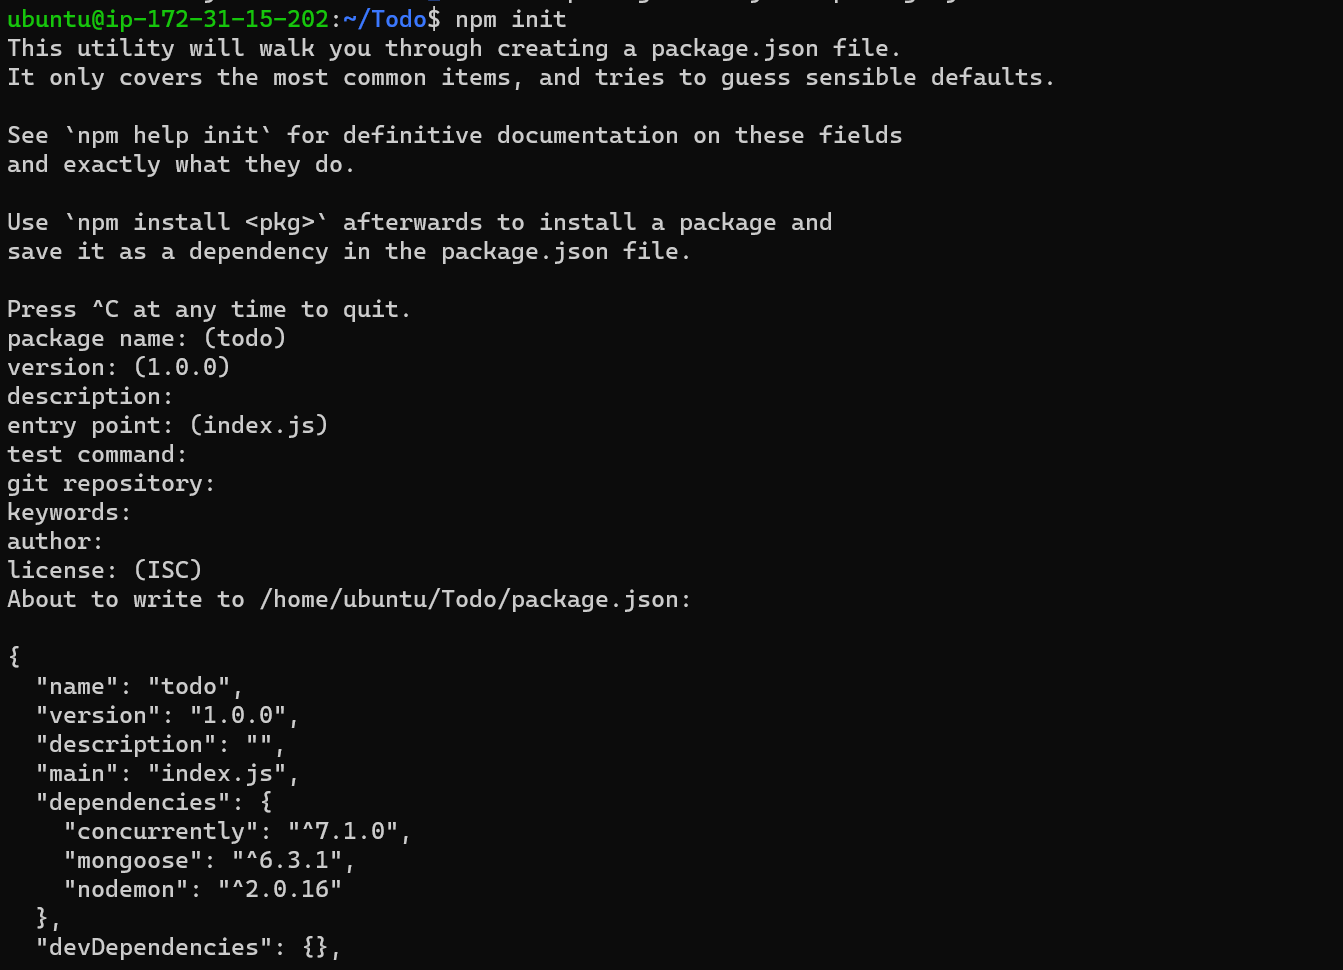 ubuntu@ip-172-31-15-202:~/Todo$ npm init
This utility will walk you through creating a package.json file.
It only covers the most common items, and tries to guess sensible defaults.
See `npm help init` for definitive documentation on these fields
and exactly what they do.
Use `npm install <pkg>` afterwards to install a package and
save it as a dependency in the package.json file.
Press ^C at any time to quit.
package name: (todo)
version: (1.0.0)
description:
entry point: (index.js)
test command:
git repository:
keywords:
author:
license: (ISC)
About to write to /home/ubuntu/Todo/package.json:
{
  "name": "todo",
  "version": "1.0.0",
  "description": "",
  "main": "index.js",
  "dependencies": {
    "concurrently": "^7.1.0",
    "mongoose": "^6.3.1",
    "nodemon": "^2.0.16"
  },
  "devDependencies": {},